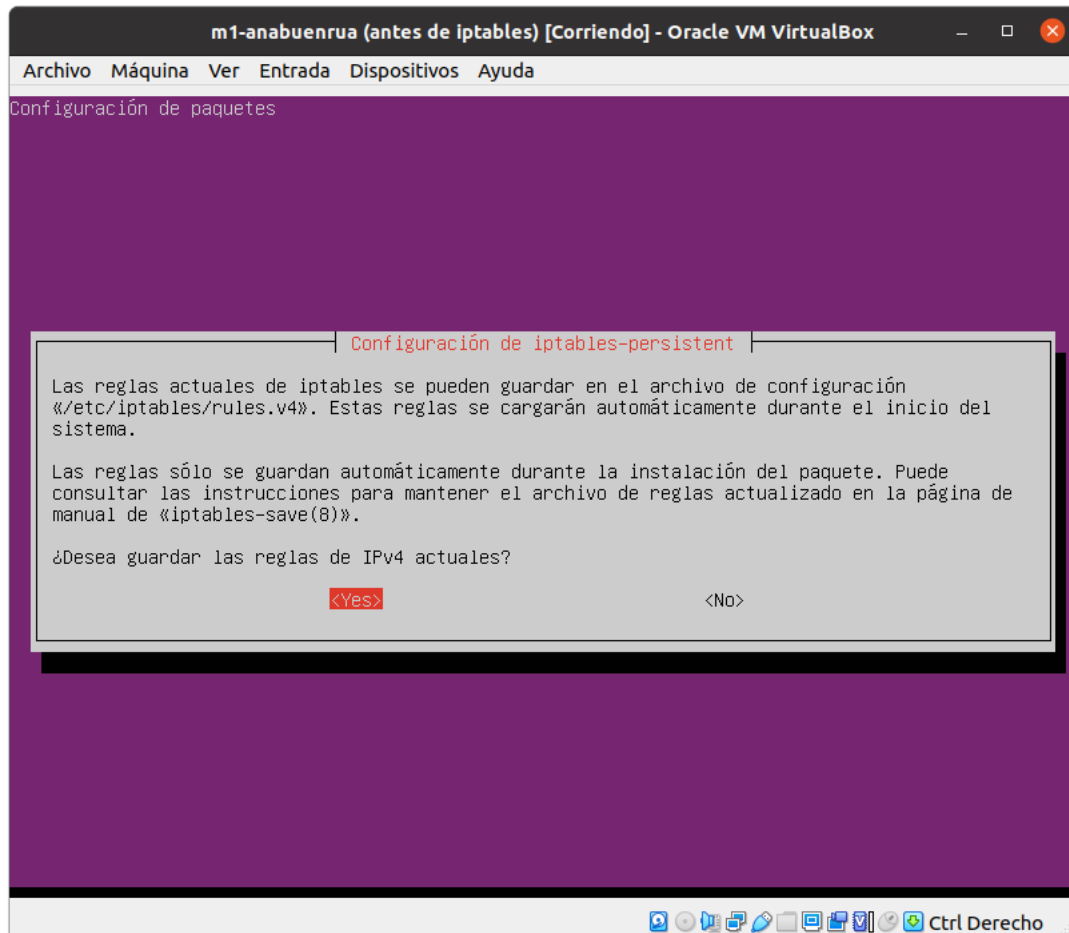 m1-anabuenrua (antes de iptables) [Corriendo] - Oracle VM VirtualBox
Archivo Máquina Ver Entrada Dispositivos Ayuda
Configuración de paquetes
Configuración de iptables-persistent
Las reglas actuales de iptables se pueden guardar en el archivo de configuración
«/etc/iptables/rules.v4». Estas reglas se cargarán automáticamente durante el inicio del
sistema.
Las reglas sólo se guardan automáticamente durante la instalación del paquete. Puede
consultar las instrucciones para mantener el archivo de reglas actualizado en la página de
manual de «iptables-save(8)».
¿Desea guardar las reglas de IPv4 actuales?
<Yes> <No>
Ctrl Derecho